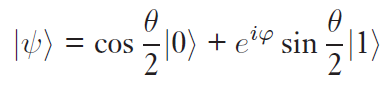 |ψ⟩ = cos θ/2 |0⟩ + e^{iφ} sin θ/2 |1⟩